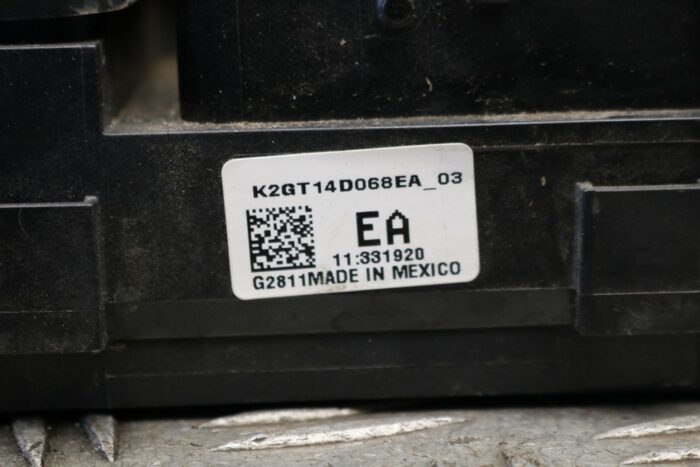 K2GT14D068EA_03
EA
11:331920
G2811MADE IN MEXICO